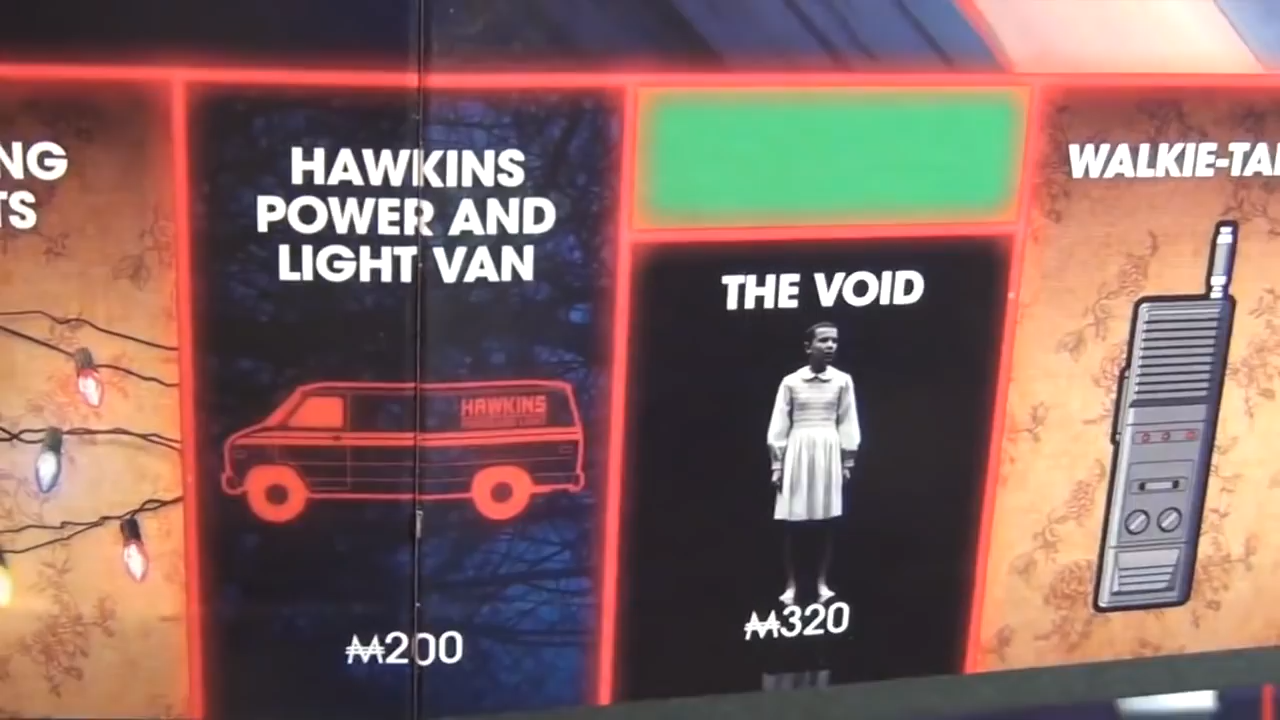 NG
TS
HAWKINS
POWER AND
LIGHT VAN
HAWKINS
₩200
THE VOID
₩320
WALKIE-TA